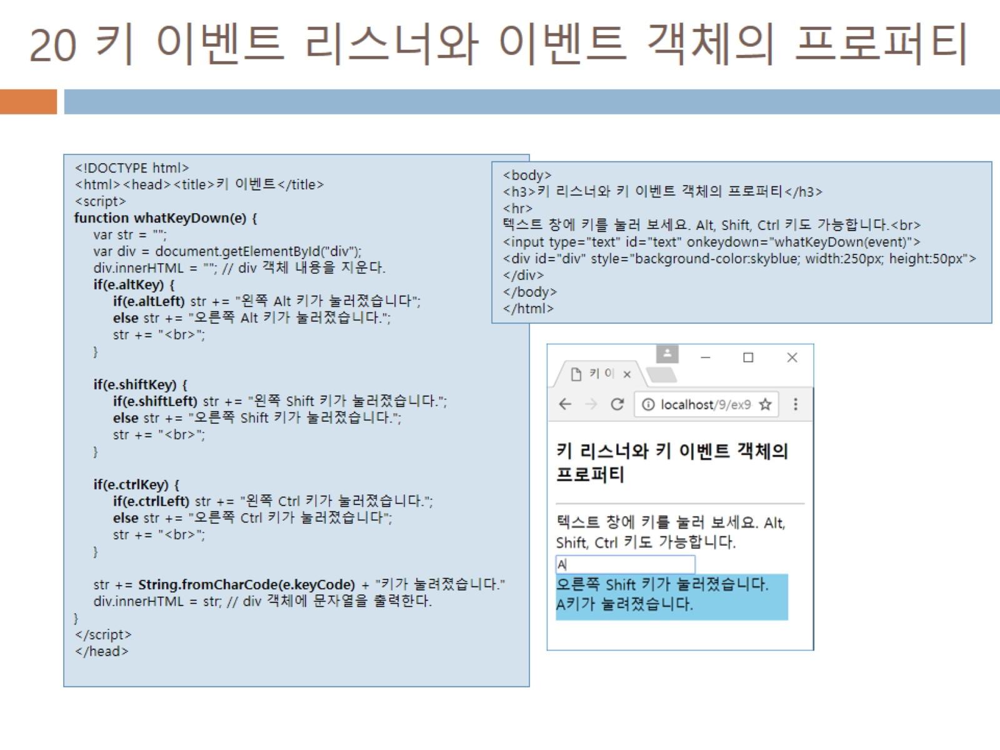 20 키 이벤트 리스너와 이벤트 객체의 프로퍼티
<!DOCTYPE html>
<html><head><title>키 이벤트</title>
<script>
function whatKeyDown(e) {
var str = "";
var div = document.getElementById("div");
div.innerHTML = ""; // div 객체 내용을 지운다.
if(e.altKey) {
if(e.altLeft) str += "왼쪽 Alt 키가 눌러졌습니다";
else str += "오른쪽 Alt 키가 눌러졌습니다.";
str += "<br>";
}
if(e.shiftKey) {
if(e.shiftLeft) str += "왼쪽 Shift 키가 눌러졌습니다.";
else str += "오른쪽 Shift 키가 눌러졌습니다.";
str += "<br>";
}
if(e.ctrlKey) {
if(e.ctrlLeft) str += "왼쪽 Ctrl 키가 눌러졌습니다.";
else str += "오른쪽 Ctrl 키가 눌러졌습니다";
str += "<br>";
}
str += String.fromCharCode(e.keyCode) + "키가 눌려졌습니다."
div.innerHTML = str; // div 객체에 문자열을 출력한다.
}
</script>
</head>
<body>
<h3>키 리스너와 키 이벤트 객체의 프로퍼티</h3>
<hr>
텍스트 창에 키를 눌러 보세요. Alt, Shift, Ctrl 키도 가능합니다.<br>
<input type="text" id="text" onkeydown="whatKeyDown(event)">
<div id="div" style="background-color:skyblue; width:250px; height:50px">
</div>
</body>
</html>
키 이
localhost/9/ex9
키 리스너와 키 이벤트 객체의
프로퍼티
텍스트 창에 키를 눌러 보세요. Alt,
Shift, Ctrl 키도 가능합니다.
A
오른쪽 Shift 키가 눌러졌습니다.
A키가 눌려졌습니다.